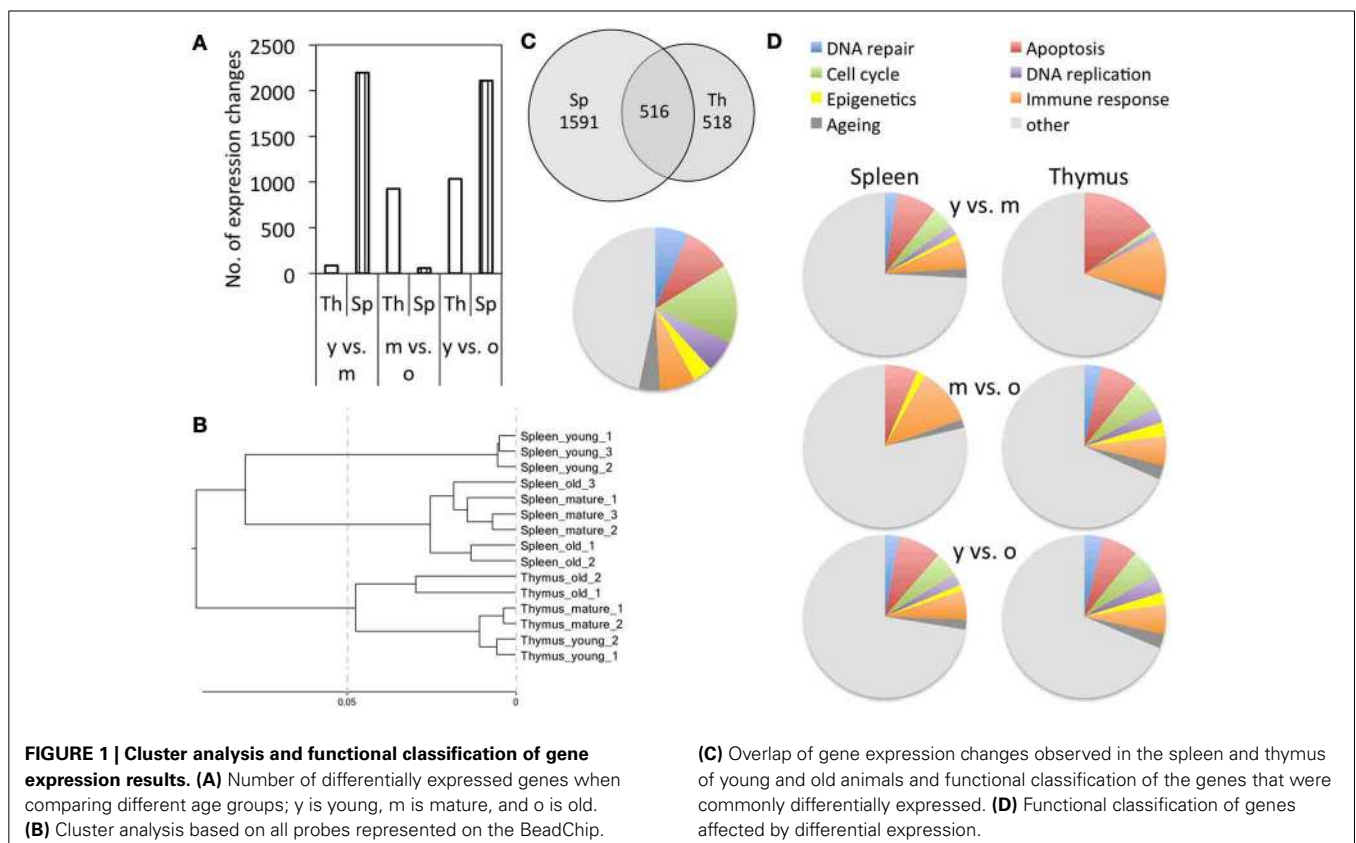 A
No. of expression changes
2500
2000
1500
1000
500
0
Th Sp Th Sp Th Sp
y vs. m
m vs. o
y vs. o
B
Spleen_young_1
Spleen_young_3
Spleen_young_2
Spleen_old_3
Spleen_mature_1
Spleen_mature_3
Spleen_mature_2
Spleen_old_1
Spleen_old_2
Thymus_old_2
Thymus_old_1
Thymus_mature_1
Thymus_mature_2
Thymus_young_2
Thymus_young_1
0.05 0
C
Sp
1591
516
Th
518
D
DNA repair
Apoptosis
Cell cycle
DNA replication
Epigenetics
Immune response
Ageing
other
Spleen Thymus
y vs. m
m vs. o
y vs. o
FIGURE 1 | Cluster analysis and functional classification of gene
expression results. (A) Number of differentially expressed genes when
comparing different age groups; y is young, m is mature, and o is old.
(B) Cluster analysis based on all probes represented on the BeadChip.
(C) Overlap of gene expression changes observed in the spleen and thymus
of young and old animals and functional classification of the genes that were
commonly differentially expressed. (D) Functional classification of genes
affected by differential expression.